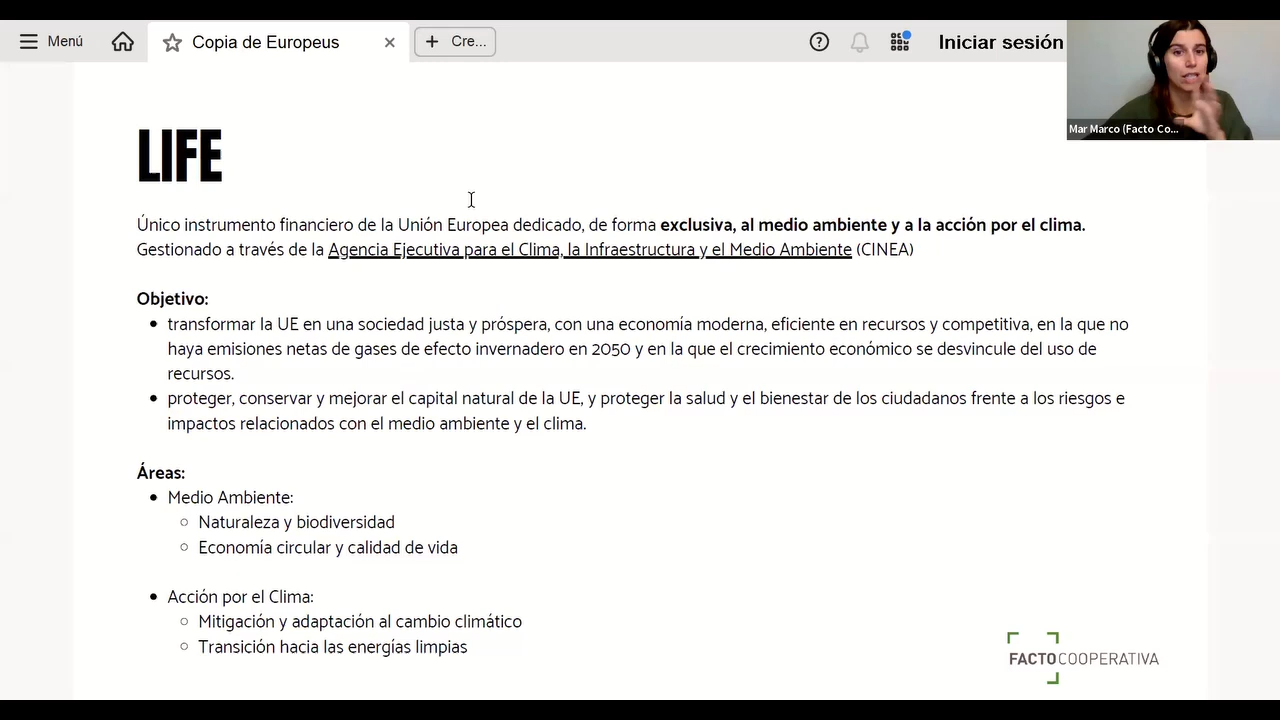 Menú
Copia de Europeus
Cre...
Iniciar sesión
Mar Marco (Facto Co...
LIFE
Único instrumento financiero de la Unión Europea dedicado, de forma exclusiva, al medio ambiente y a la acción por el clima.
Gestionado a través de la Agencia Ejecutiva para el Clima, la Infraestructura y el Medio Ambiente (CINEA)
Objetivo:
transformar la UE en una sociedad justa y próspera, con una economía moderna, eficiente en recursos y competitiva, en la que no
haya emisiones netas de gases de efecto invernadero en 2050 y en la que el crecimiento económico se desvincule del uso de
recursos.
proteger, conservar y mejorar el capital natural de la UE, y proteger la salud y el bienestar de los ciudadanos frente a los riesgos e
impactos relacionados con el medio ambiente y el clima.
Áreas:
Medio Ambiente:
Naturaleza y biodiversidad
Economía circular y calidad de vida
Acción por el Clima:
Mitigación y adaptación al cambio climático
Transición hacia las energías limpias
FACTOCOOPERATIVA